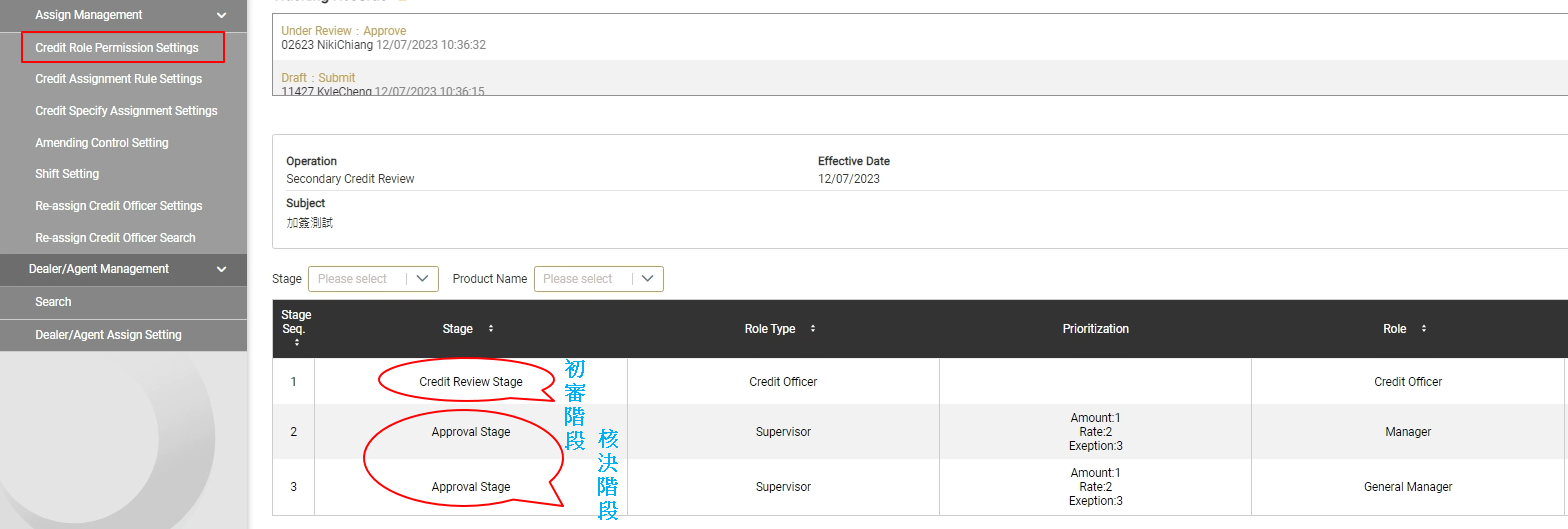 Assign Management
Credit Role Permission Settings
Credit Assignment Rule Settings
Credit Specify Assignment Settings
Amending Control Setting
Shift Setting
Re-assign Credit Officer Settings
Re-assign Credit Officer Search
Dealer/Agent Management
Search
Dealer/Agent Assign Setting
Under Review : Approve
02623 NikiChiang 12/07/2023 10:36:32
Draft : Submit
11427 KyleCheng 12/07/2023 10:36:15
Operation
Secondary Credit Review
Effective Date
12/07/2023
Subject
加簽測試
Stage Please select
Product Name Please select
Stage
Seq.
Stage
Role Type
Prioritization
Role
1
Credit Review Stage
Credit Officer
Credit Officer
初審階段
2
Approval Stage
Supervisor
Amount:1
Rate:2
Exeption:3
Manager
核決階段
3
Approval Stage
Supervisor
Amount:1
Rate:2
Exeption:3
General Manager